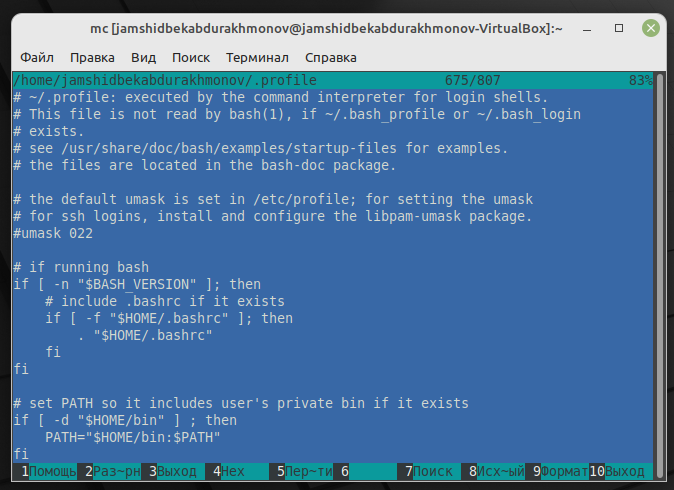 mc [jamshidbekabdurakhmonov@jamshidbekabdurakhmonov-VirtualBox]:~
Файл Правка Вид Поиск Терминал Справка
/home/jamshidbekabdurakhmonov/.profile 675/807 83%
# ~/.profile: executed by the command interpreter for login shells.
# This file is not read by bash(1), if ~/.bash_profile or ~/.bash_login
# exists.
# see /usr/share/doc/bash/examples/startup-files for examples.
# the files are located in the bash-doc package.

# the default umask is set in /etc/profile; for setting the umask
# for ssh logins, install and configure the libpam-umask package.
#umask 022

# if running bash
if [ -n "$BASH_VERSION" ]; then
    # include .bashrc if it exists
    if [ -f "$HOME/.bashrc" ]; then
        . "$HOME/.bashrc"
    fi
fi

# set PATH so it includes user's private bin if it exists
if [ -d "$HOME/bin" ] ; then
    PATH="$HOME/bin:$PATH"
fi
1Помощь 2Раз~рн 3Выход 4Hex 5Пер~ти 6 7Поиск 8Исх~ый 9Формат 10Выход